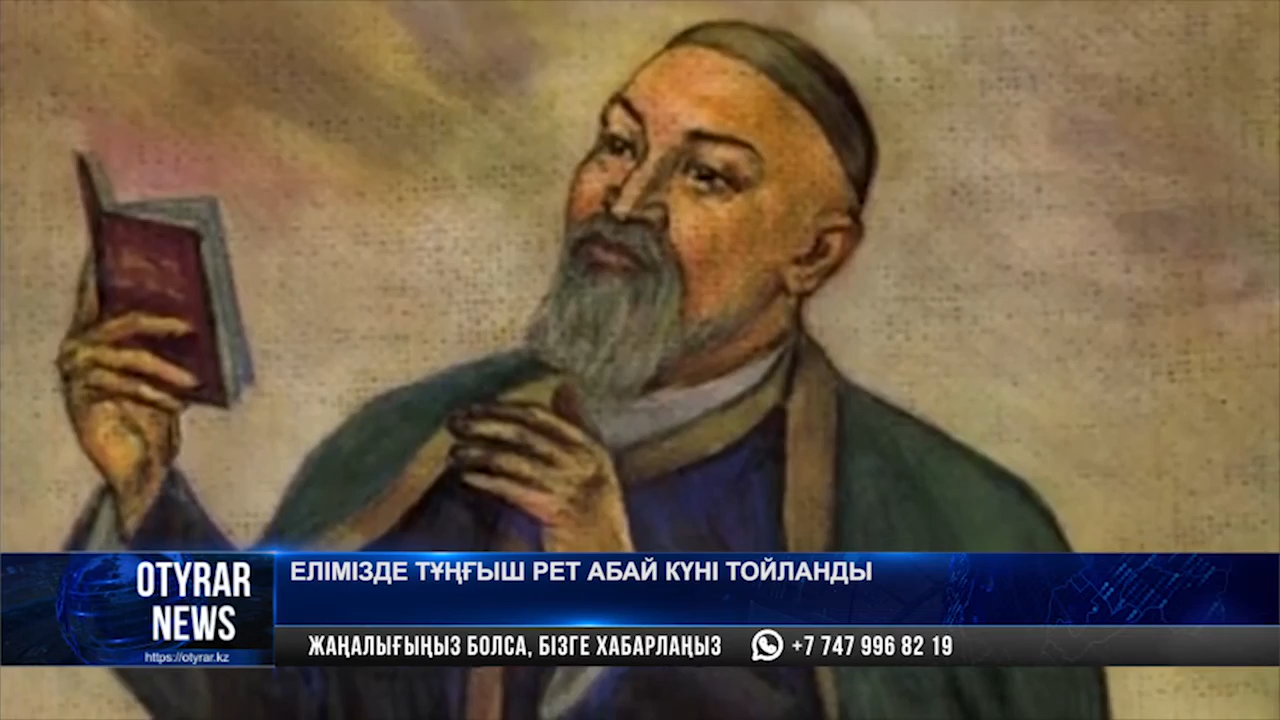 OTYRAR
NEWS
https://otyrar.kz
ЕЛІМІЗДЕ ТҰҢҒЫШ РЕТ АБАЙ КҮНІ ТОЙЛАНДЫ
ЖАҢАЛЫҒЫҢЫЗ БОЛСА, БІЗГЕ ХАБАРЛАҢЫЗ +7 747 996 82 19